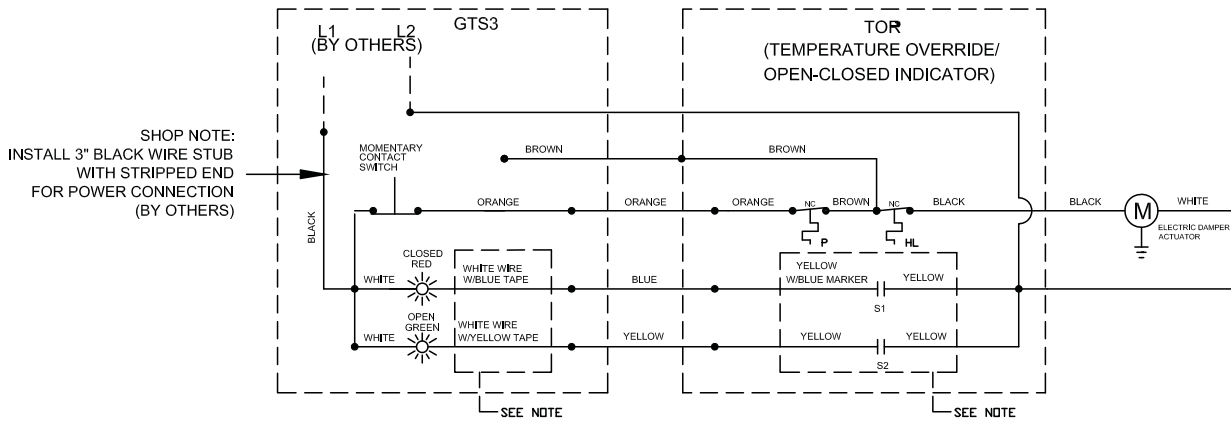 GTS3
L1 L2
(BY OTHERS)
TOR
(TEMPERATURE OVERRIDE/
OPEN-CLOSED INDICATOR)
SHOP NOTE:
INSTALL 3" BLACK WIRE STUB
WITH STRIPPED END
FOR POWER CONNECTION
(BY OTHERS)
MOMENTARY
CONTACT
SWITCH
BROWN BROWN
ORANGE ORANGE ORANGE NC BROWN NC BLACK BLACK M WHITE
P HL
ELECTRIC DAMPER
ACTUATOR
BLACK
CLOSED
RED
WHITE WHITE WIRE
W/BLUE TAPE
BLUE
YELLOW
W/BLUE MARKER
YELLOW
S1
OPEN
GREEN
WHITE WHITE WIRE
W/YELLOW TAPE
YELLOW YELLOW YELLOW
S2
SEE NOTE SEE NOTE